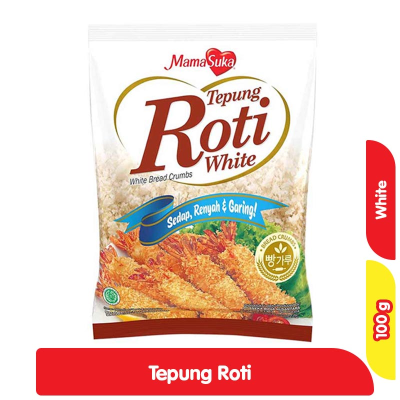 MamaSuka
Tepung
Roti
White
White Bread Crumbs
Sedap, Renyah & Garing!
BREAD CRUMBS
빵가루
White
100 g
Tepung Roti